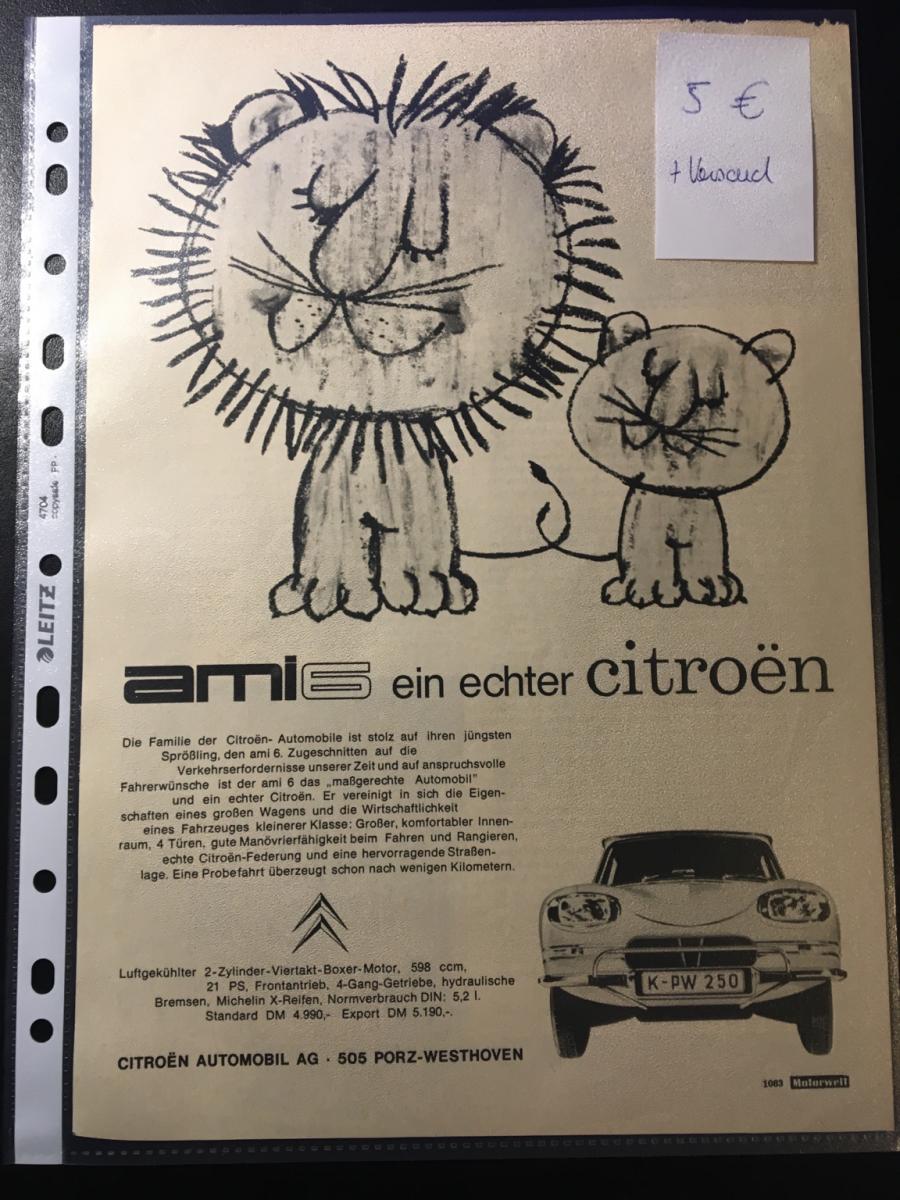 5 €
+ Versand
4704
copysafe PP
LEITZ
ami6 ein echter citroën
Die Familie der Citroën- Automobile ist stolz auf ihren jüngsten
Sprößling, den ami 6. Zugeschnitten auf die
Verkehrserfordernisse unserer Zeit und auf anspruchsvolle
Fahrerwünsche ist der ami 6 das „maßgerechte Automobil"
und ein echter Citroën. Er vereinigt in sich die Eigen-
schaften eines großen Wagens und die Wirtschaftlichkeit
eines Fahrzeuges kleinerer Klasse: Großer, komfortabler Innen-
raum, 4 Türen, gute Manövrierfähigkeit beim Fahren und Rangieren,
echte Citroën-Federung und eine hervorragende Straßen-
lage. Eine Probefahrt überzeugt schon nach wenigen Kilometern.
Luftgekühlter 2-Zylinder-Viertakt-Boxer-Motor, 598 ccm,
21 PS, Frontantrieb, 4-Gang-Getriebe, hydraulische
Bremsen, Michelin X-Reifen, Normverbrauch DIN: 5,2 l.
Standard DM 4.990,- Export DM 5.190,-.
K-PW 250
CITROËN AUTOMOBIL AG · 505 PORZ-WESTHOVEN
1063 Motorwelt